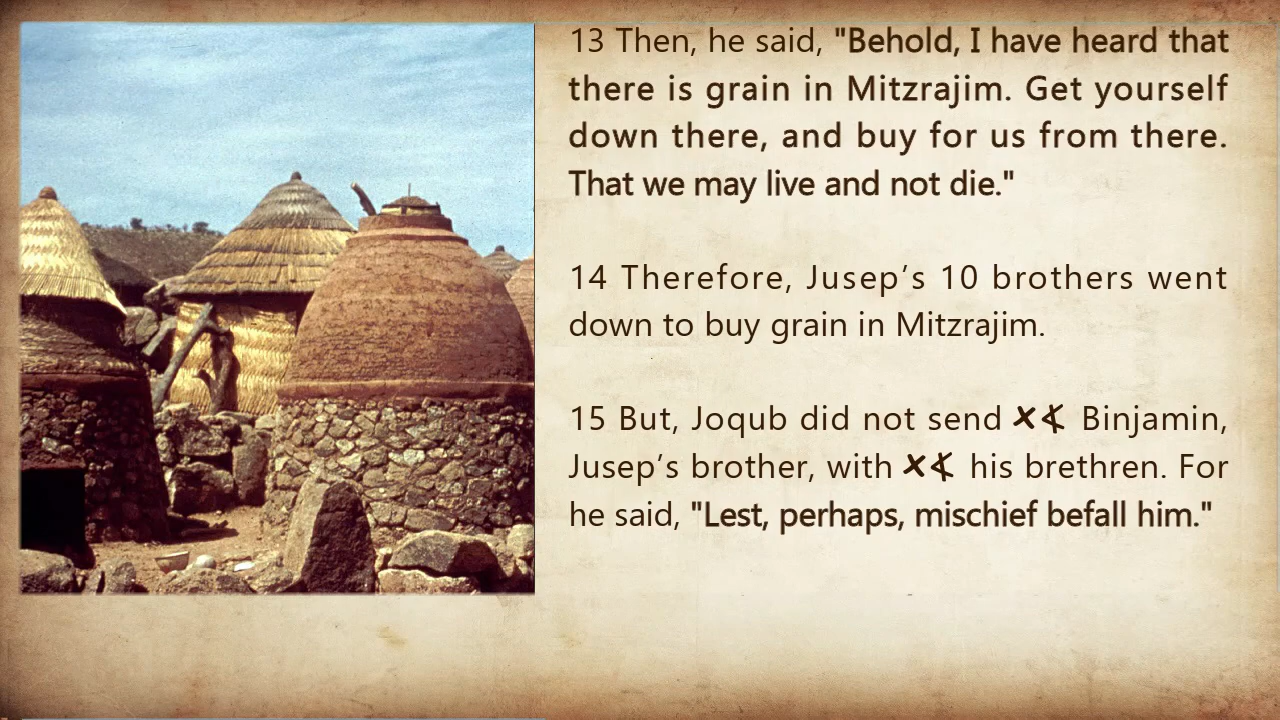 13 Then, he said, "Behold, I have heard that
there is grain in Mitzrajim. Get yourself
down there, and buy for us from there.
That we may live and not die."
14 Therefore, Jusep’s 10 brothers went
down to buy grain in Mitzrajim.
15 But, Joqub did not send 𐤀𐤕 Binjamin,
Jusep’s brother, with 𐤀𐤕 his brethren. For
he said, "Lest, perhaps, mischief befall him."